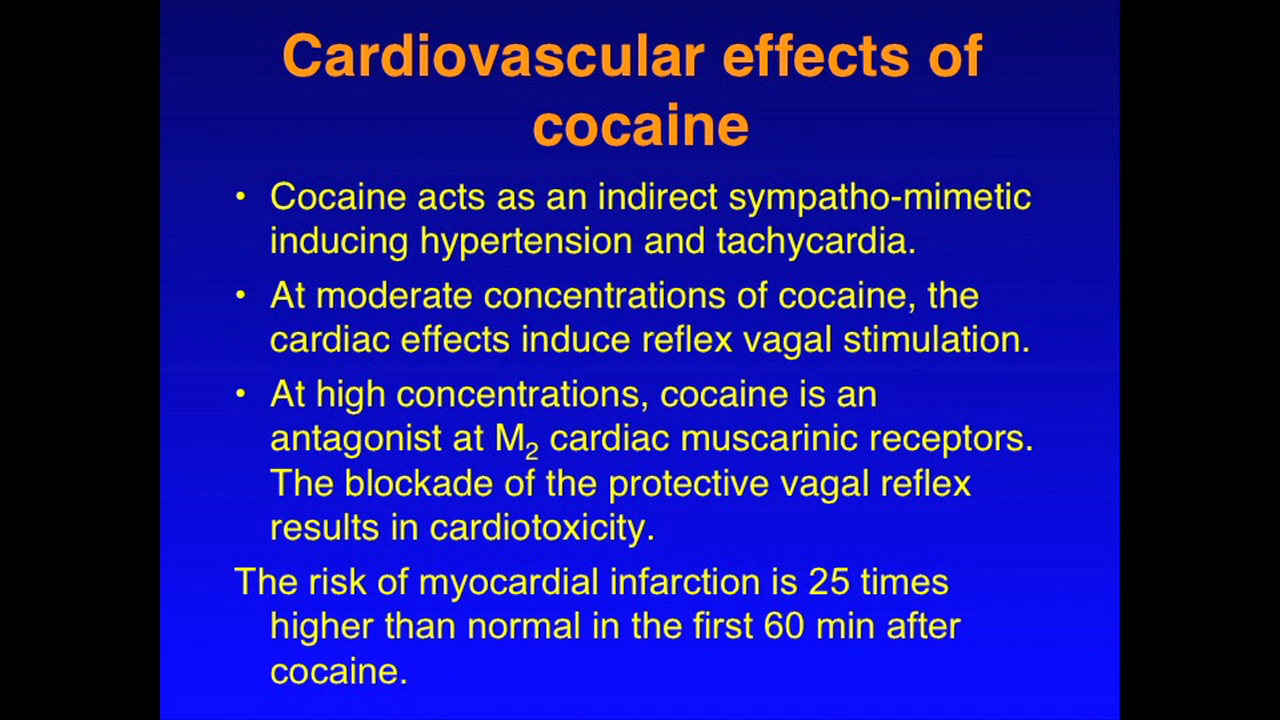 Cardiovascular effects of
cocaine
• Cocaine acts as an indirect sympatho-mimetic
inducing hypertension and tachycardia.
• At moderate concentrations of cocaine, the
cardiac effects induce reflex vagal stimulation.
• At high concentrations, cocaine is an
antagonist at M₂ cardiac muscarinic receptors.
The blockade of the protective vagal reflex
results in cardiotoxicity.
The risk of myocardial infarction is 25 times
higher than normal in the first 60 min after
cocaine.